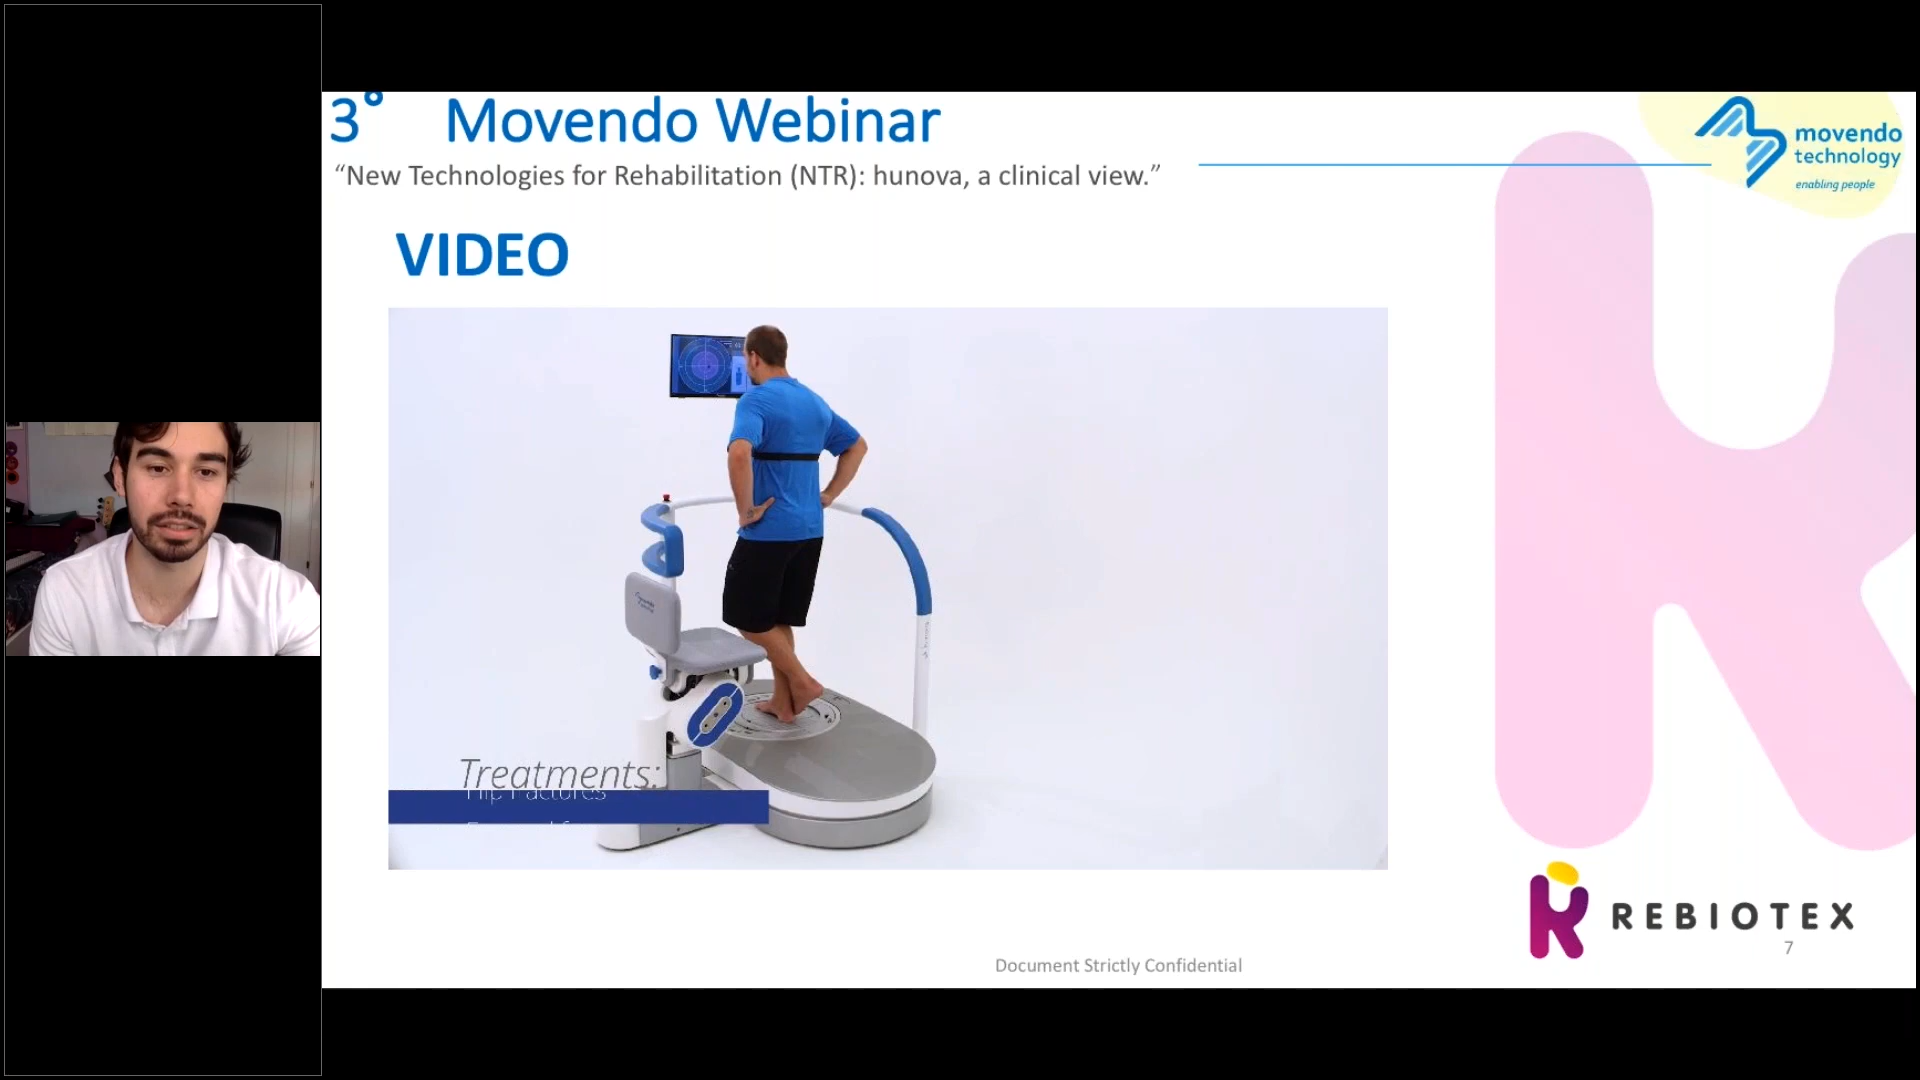 3° Movendo Webinar
“New Technologies for Rehabilitation (NTR): hunova, a clinical view.”
movendo
technology
enabling people
VIDEO
Treatments:
REBIOTEX
7
Document Strictly Confidential